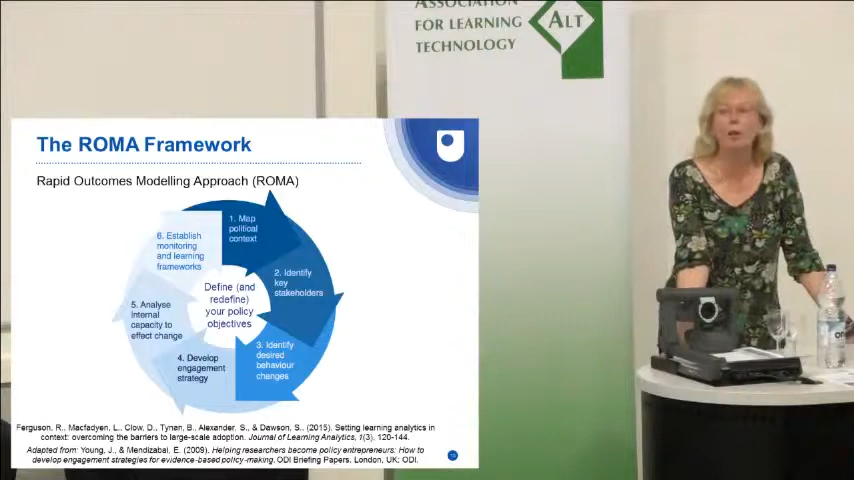 ASSOCIATION
FOR LEARNING
TECHNOLOGY
ALT
The ROMA Framework
Rapid Outcomes Modelling Approach (ROMA)
1. Map
political
context
2. Identify
key
stakeholders
3. Identify
desired
behaviour
changes
4. Develop
engagement
strategy
5. Analyse
internal
capacity to
effect change
6. Establish
monitoring
and learning
frameworks
Define (and
redefine)
your policy
objectives
Ferguson, R., Macfadyen, L., Clow, D., Tynan, B., Alexander, S., & Dawson, S., (2015). Setting learning analytics in
context: overcoming the barriers to large-scale adoption. Journal of Learning Analytics, 1(3), 120-144.
Adapted from: Young, J., & Mendizabal, E. (2009). Helping researchers become policy entrepreneurs: How to
develop engagement strategies for evidence-based policy-making. ODI Briefing Papers. London, UK: ODI.